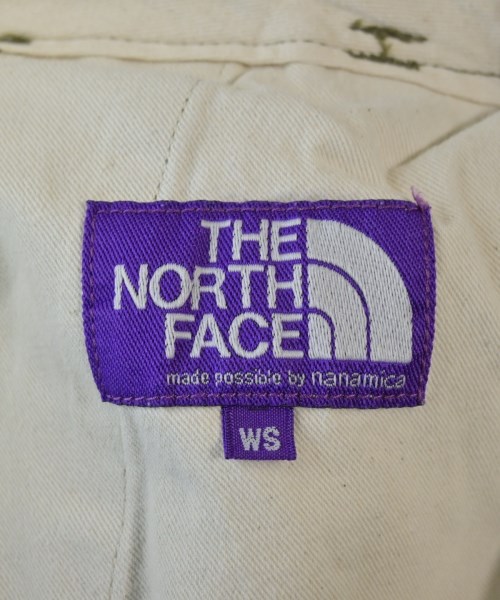 THE
NORTH
FACE
made possible by nanamica
WS